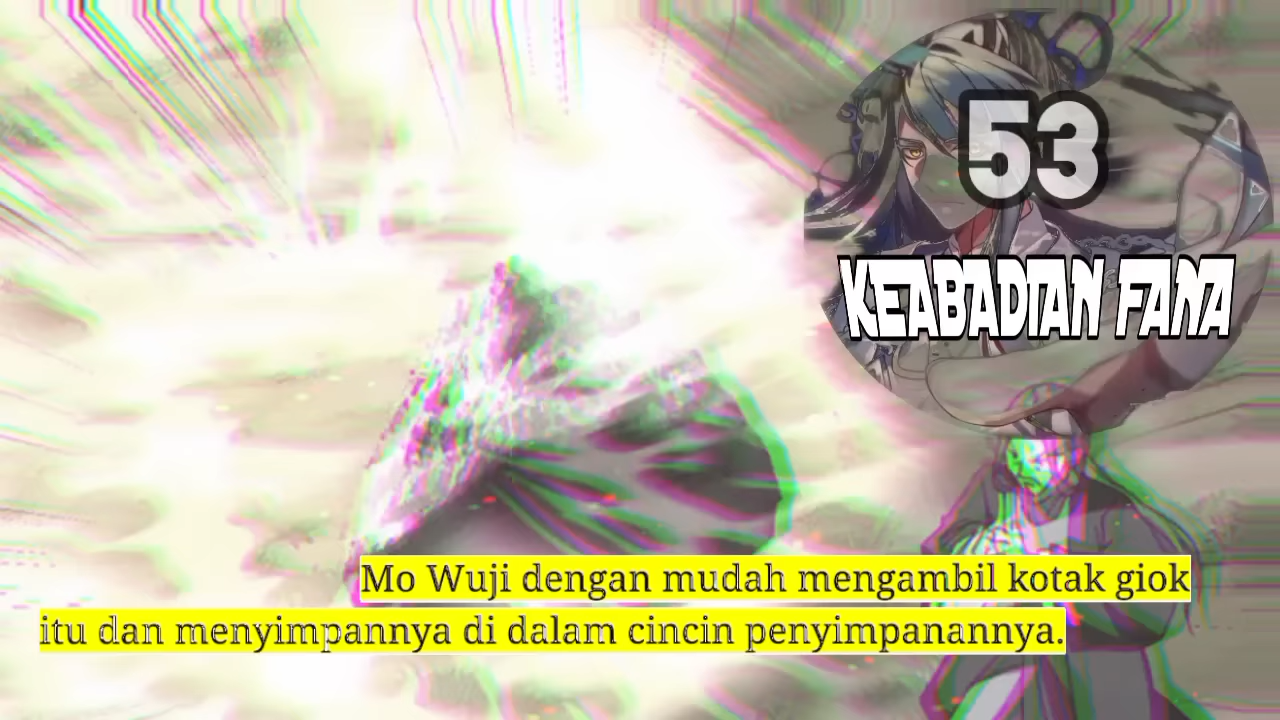 53
KEABADIAN FANA
Mo Wuji dengan mudah mengambil kotak giok
itu dan menyimpannya di dalam cincin penyimpanannya.